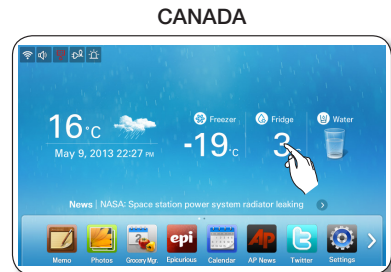 CANADA
Freezer
Fridge
Water
16°C
-19°C
3
May 9, 2013 22:27 PM
News | NASA: Space station power system radiator leaking
2
epi
AP
Memo
Photos
Grocery Mgr.
Epicurious
Calendar
AP News
Twitter
Settings